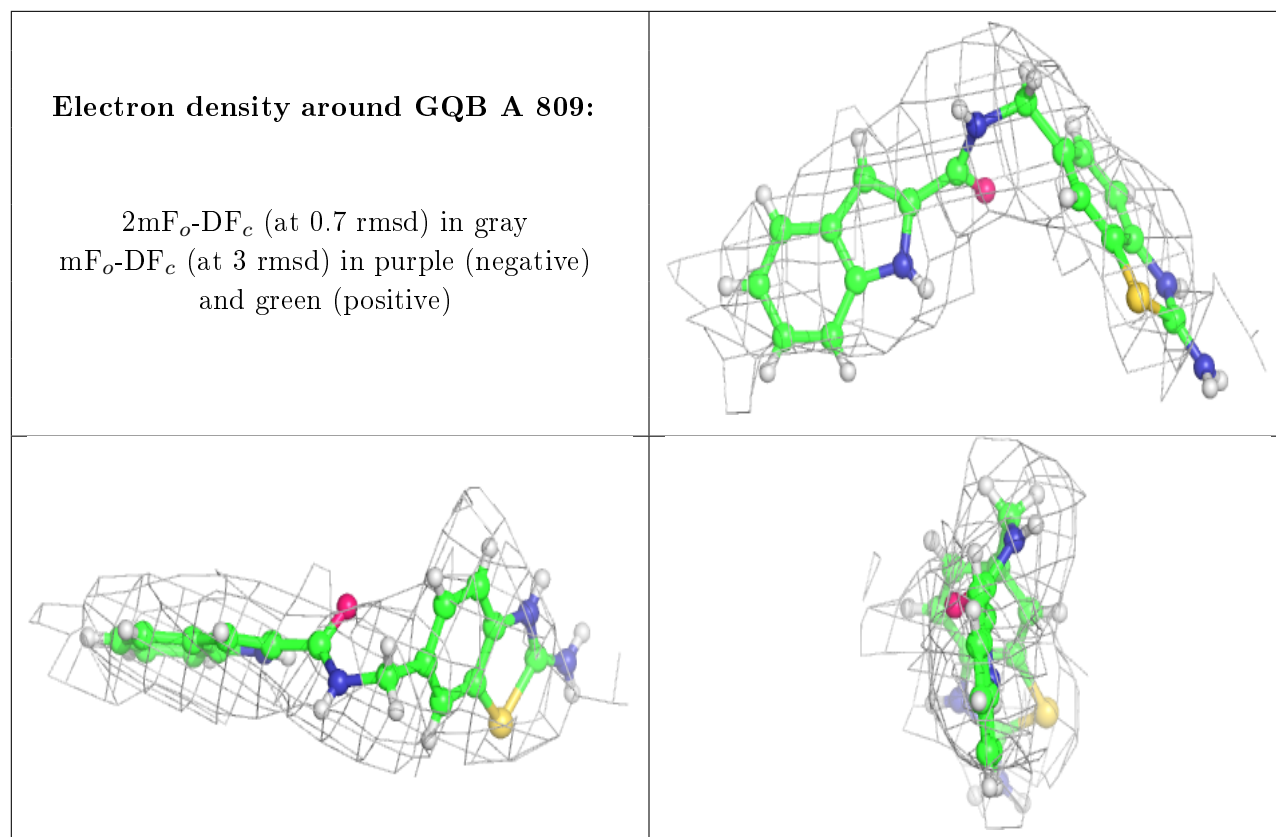 Electron density around GQB A 809:
2mFₒ-DF𝒸 (at 0.7 rmsd) in gray
mFₒ-DF𝒸 (at 3 rmsd) in purple (negative)
and green (positive)